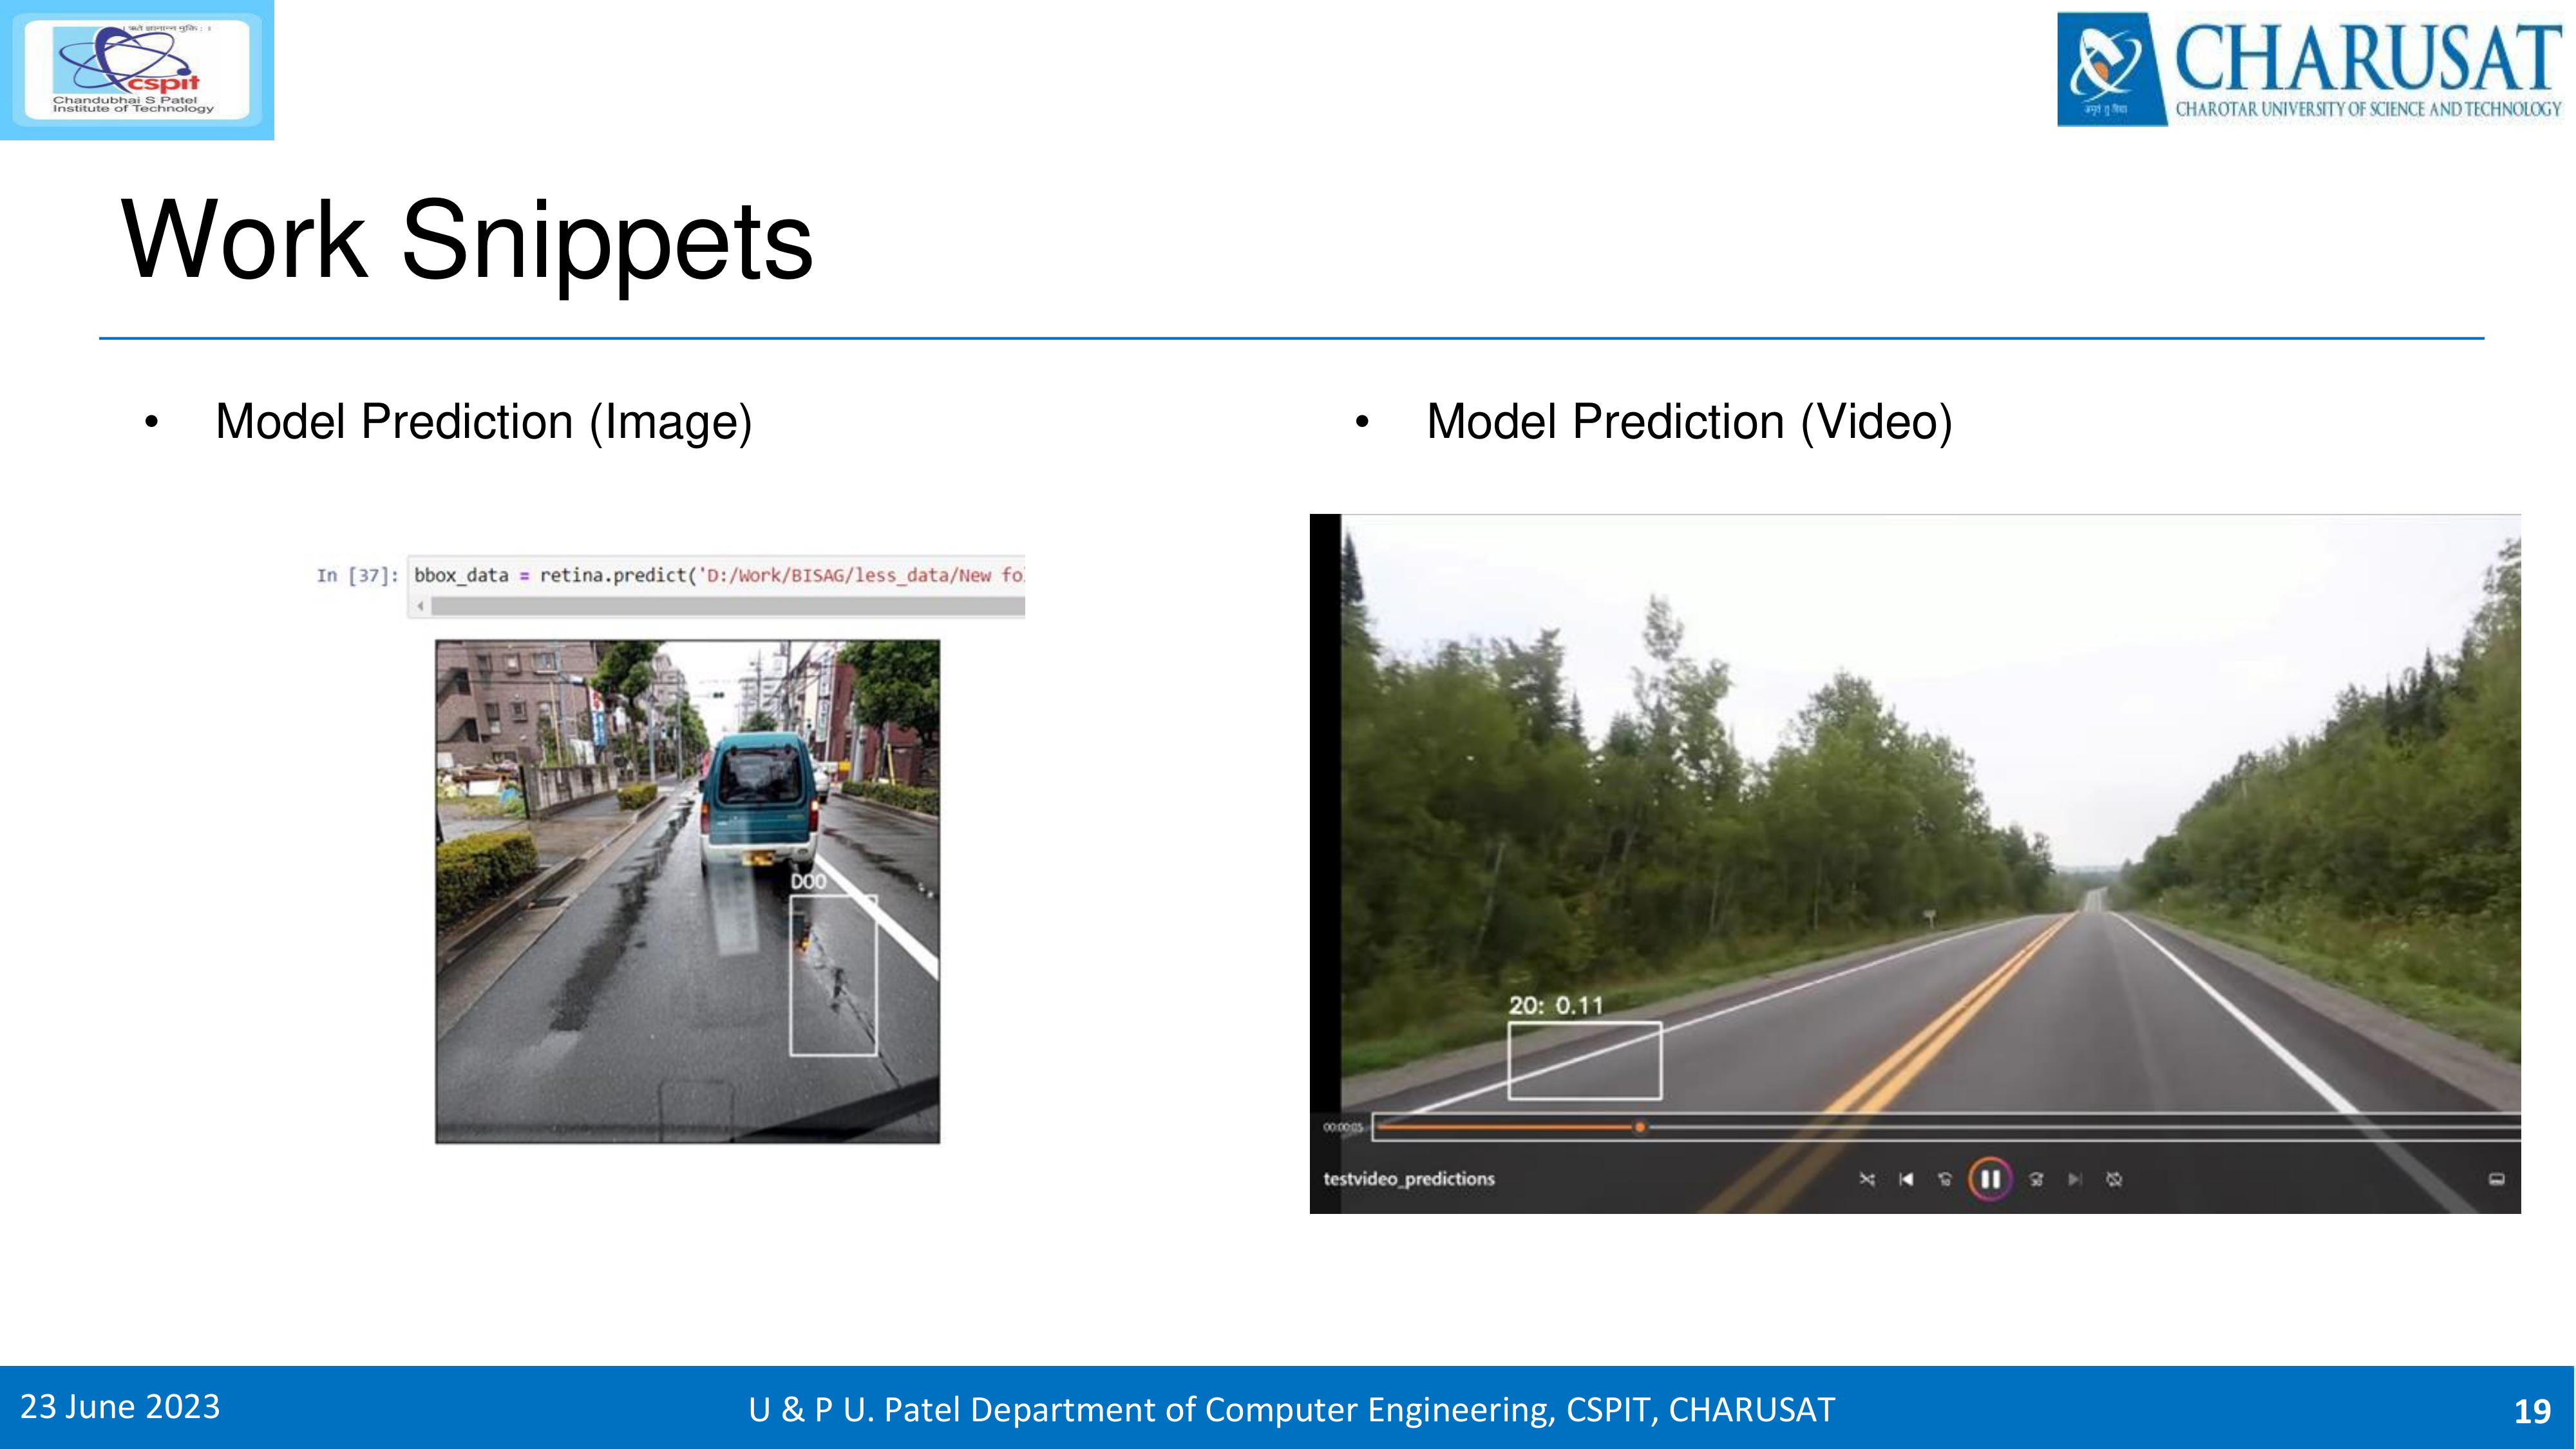 cspit
Chandubhai S Patel
Institute of Technology
CHARUSAT
CHAROTAR UNIVERSITY OF SCIENCE AND TECHNOLOGY
Work Snippets
• Model Prediction (Image)
In [37]: bbox_data = retina.predict('D:/Work/BISAG/less_data/New fo
D00
• Model Prediction (Video)
20: 0.11
00:00:05
testvideo_predictions
23 June 2023
U & P U. Patel Department of Computer Engineering, CSPIT, CHARUSAT
19